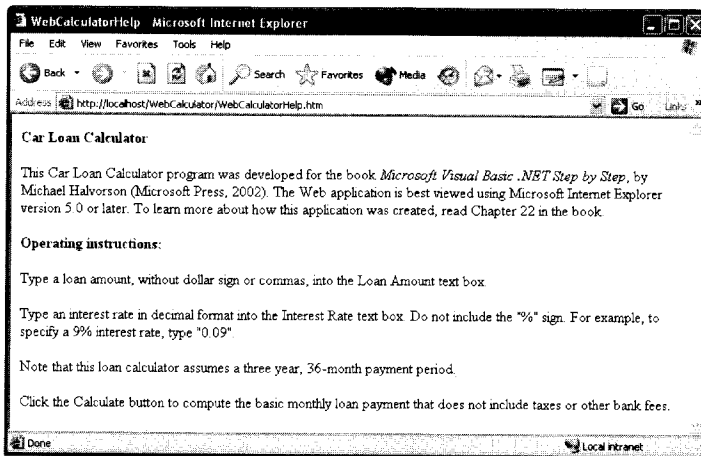 WebCalculatorHelp Microsoft Internet Explorer
File Edit View Favorites Tools Help
Back Search Favorites Media
Address http://localhost/WebCalculator/WebCalculatorHelp.htm Go Links »
Car Loan Calculator
This Car Loan Calculator program was developed for the book Microsoft Visual Basic .NET Step by Step, by
Michael Halvorson (Microsoft Press, 2002). The Web application is best viewed using Microsoft Internet Explorer
version 5.0 or later. To learn more about how this application was created, read Chapter 22 in the book.
Operating instructions:
Type a loan amount, without dollar sign or commas, into the Loan Amount text box.
Type an interest rate in decimal format into the Interest Rate text box. Do not include the "%" sign. For example, to
specify a 9% interest rate, type "0.09".
Note that this loan calculator assumes a three year, 36-month payment period.
Click the Calculate button to compute the basic monthly loan payment that does not include taxes or other bank fees.
Done Local intranet